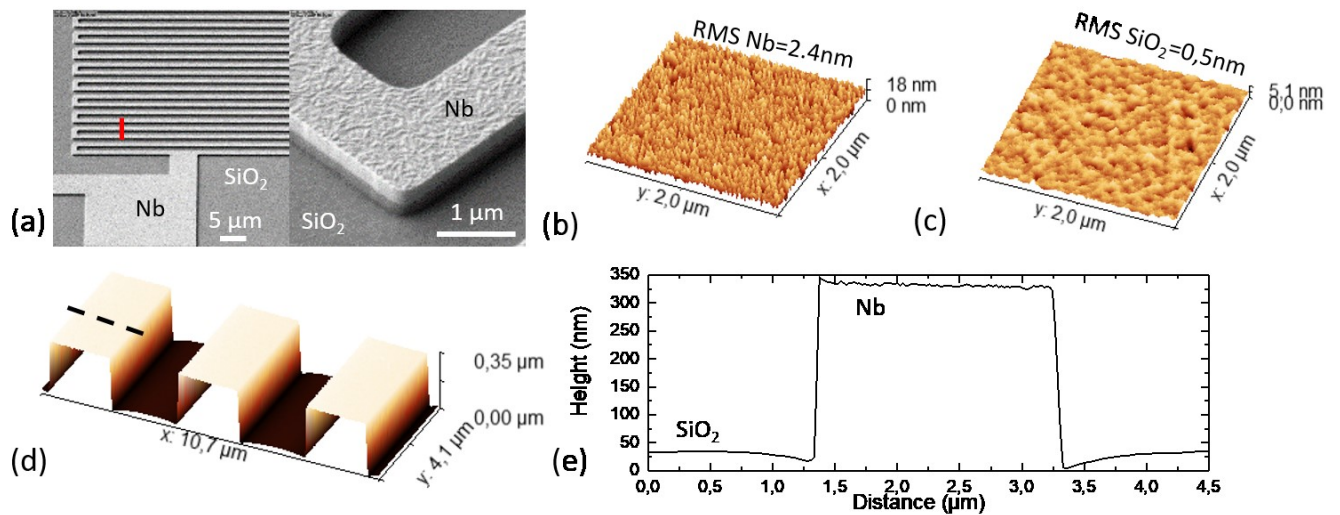 (a)
Nb
SiO2
5 µm
Nb
SiO2
1 µm
(b)
RMS Nb=2.4nm
18 nm
0 nm
x: 2,0 µm
y: 2,0 µm
(c)
RMS SiO2=0,5nm
5.1 nm
0,0 nm
x: 2,0 µm
y: 2,0 µm
(d)
0,35 µm
0,00 µm
x: 10,7 µm
y: 4,1 µm
(e)
Height (nm)
350
300
250
200
150
100
50
0
Nb
SiO2
0,0 0,5 1,0 1,5 2,0 2,5 3,0 3,5 4,0 4,5
Distance (µm)